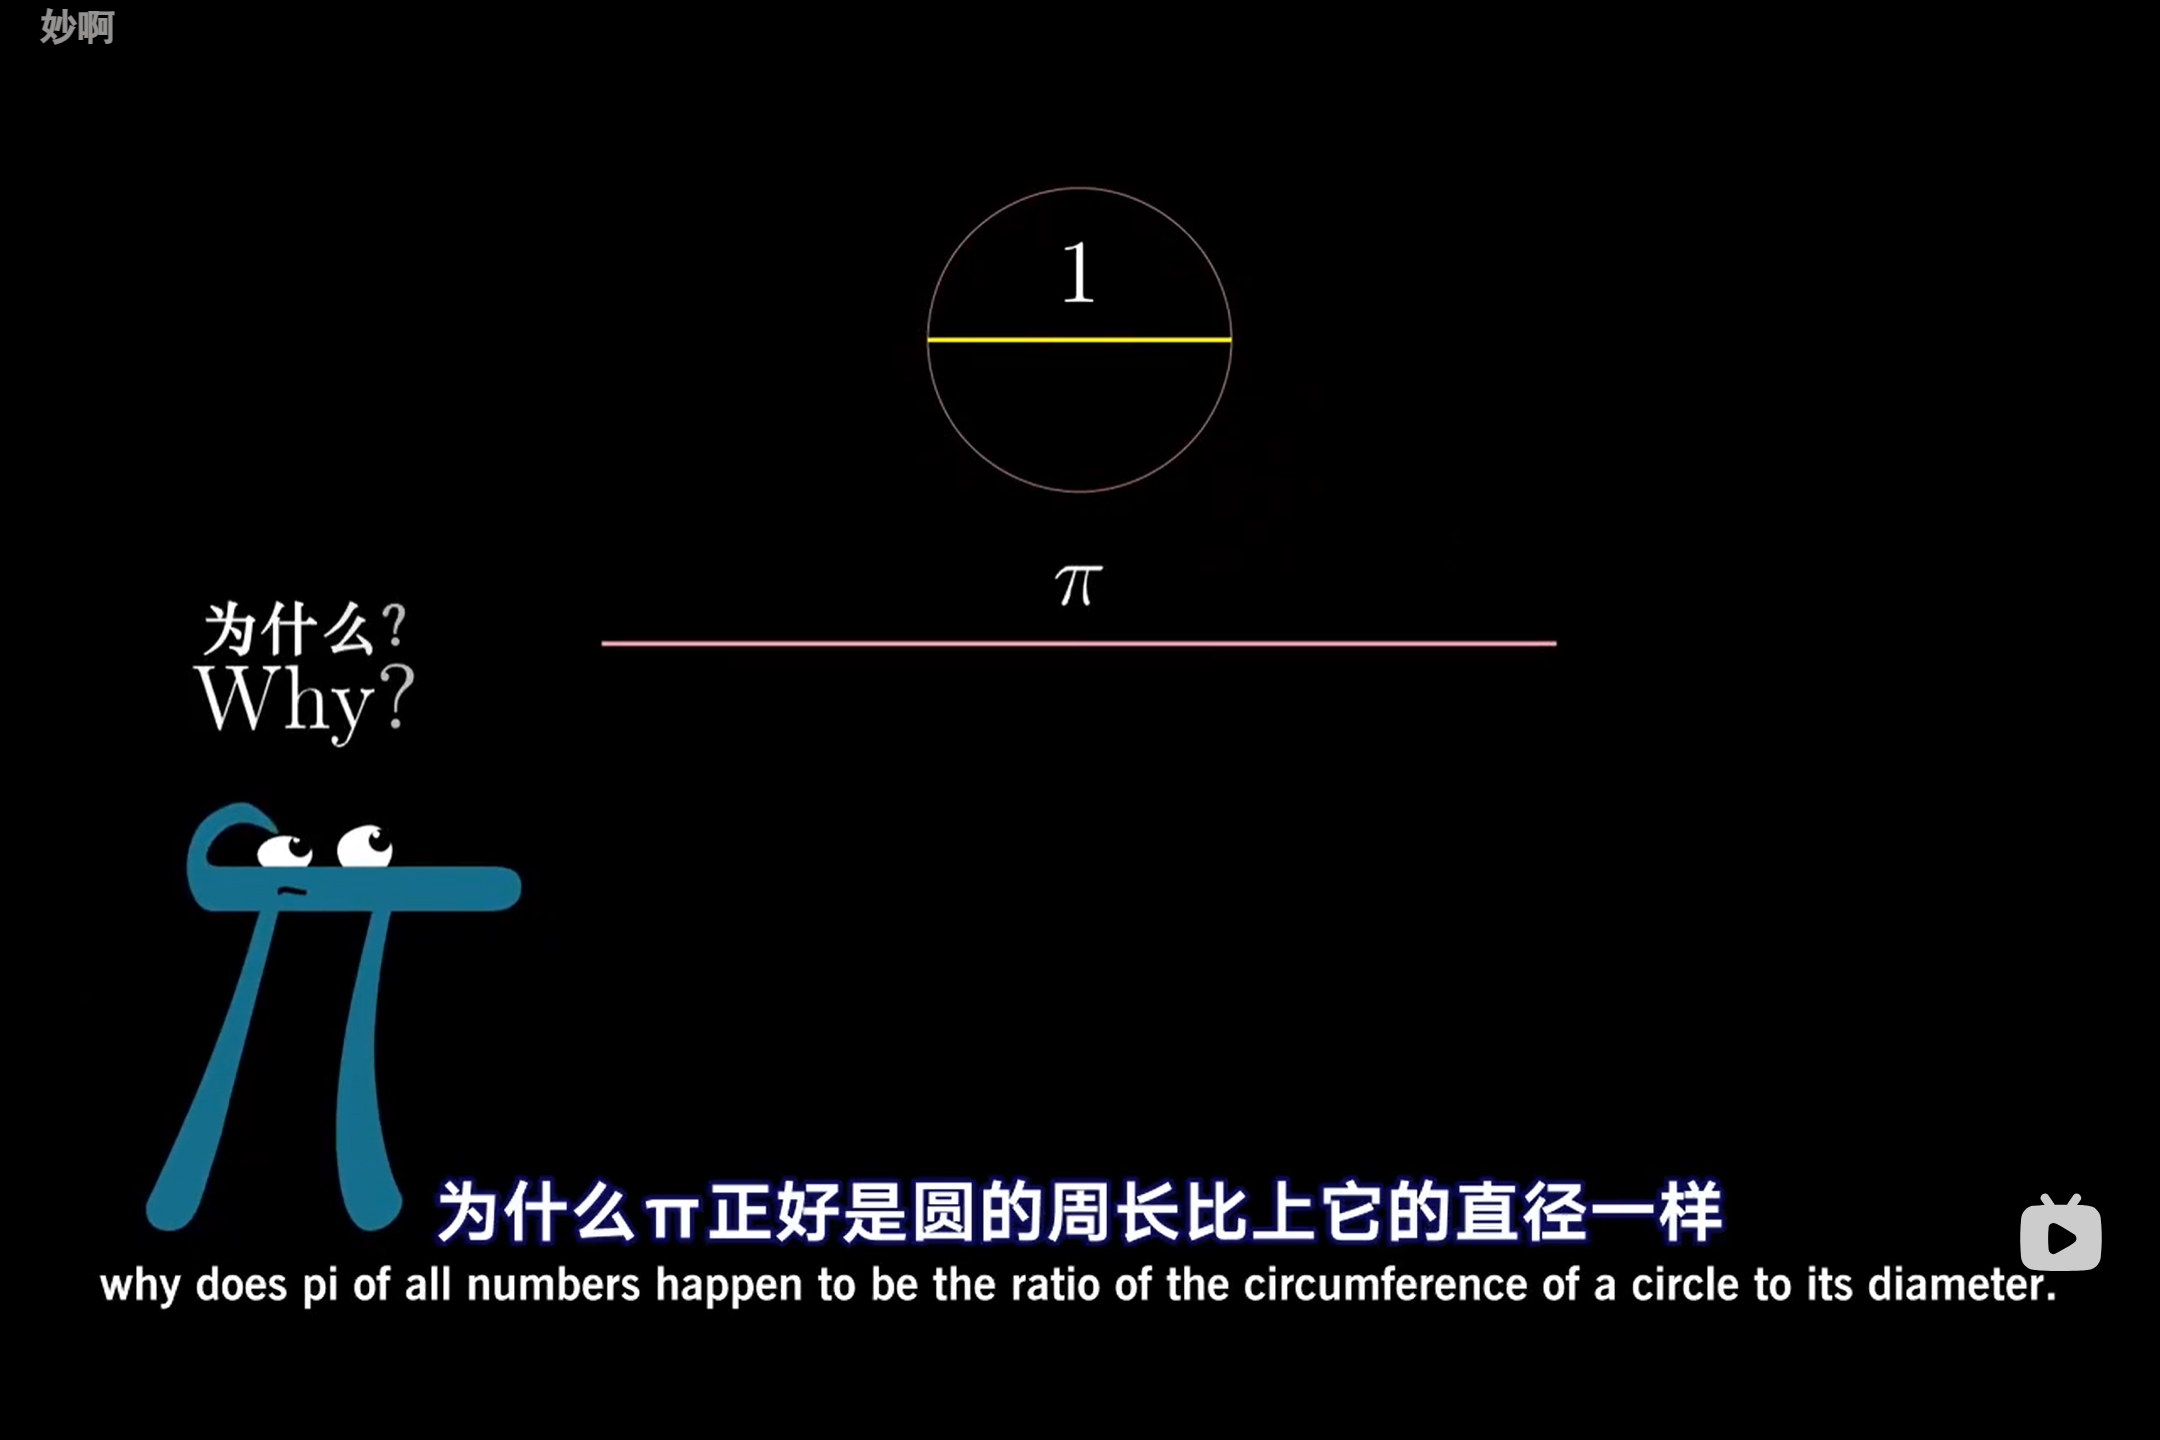 妙啊
1
π
为什么?
Why?
为什么π正好是圆的周长比上它的直径一样
why does pi of all numbers happen to be the ratio of the circumference of a circle to its diameter.